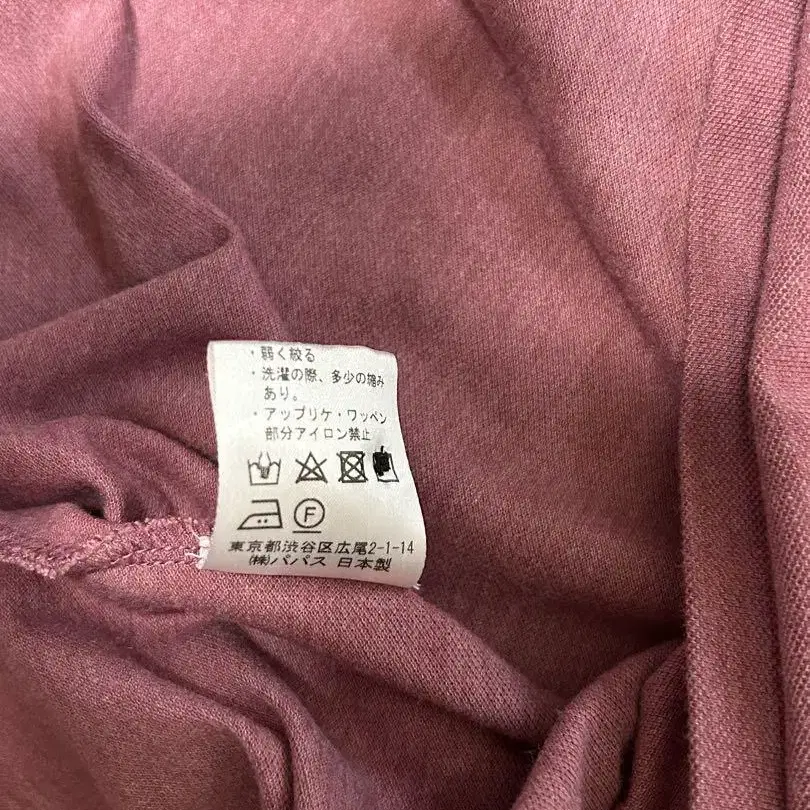 ・弱く絞る
・洗濯の際、多少の縮み
あり。
・アップリケ・ワッペン
部分アイロン禁止
F
東京都渋谷区広尾2-1-14
㈱パパス 日本製